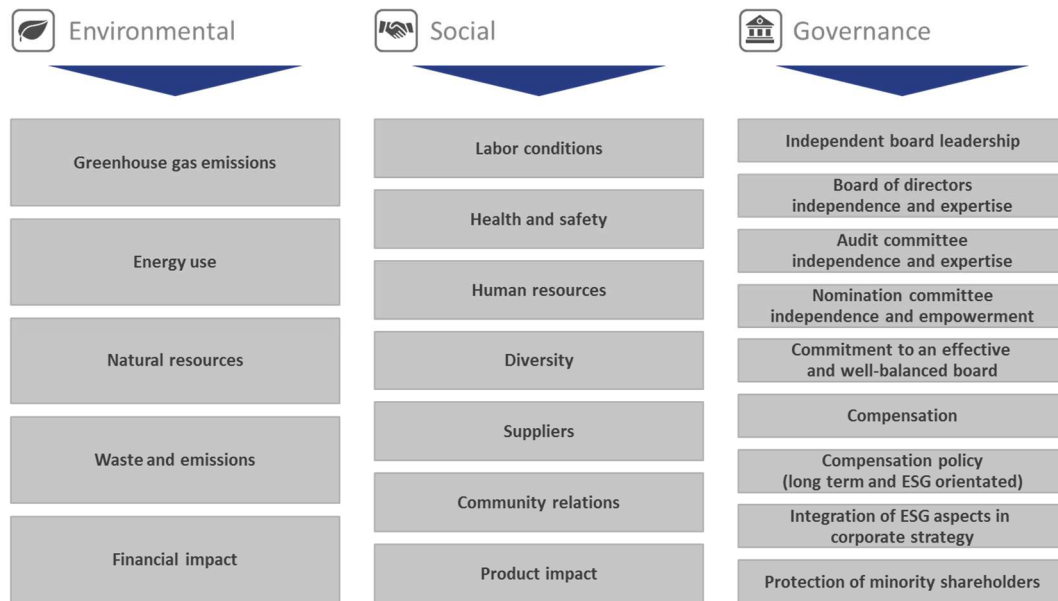 Environmental
Greenhouse gas emissions
Energy use
Natural resources
Waste and emissions
Financial impact
Social
Labor conditions
Health and safety
Human resources
Diversity
Suppliers
Community relations
Product impact
Governance
Independent board leadership
Board of directors
independence and expertise
Audit committee
independence and expertise
Nomination committee
independence and empowerment
Commitment to an effective
and well-balanced board
Compensation
Compensation policy
(long term and ESG orientated)
Integration of ESG aspects in
corporate strategy
Protection of minority shareholders